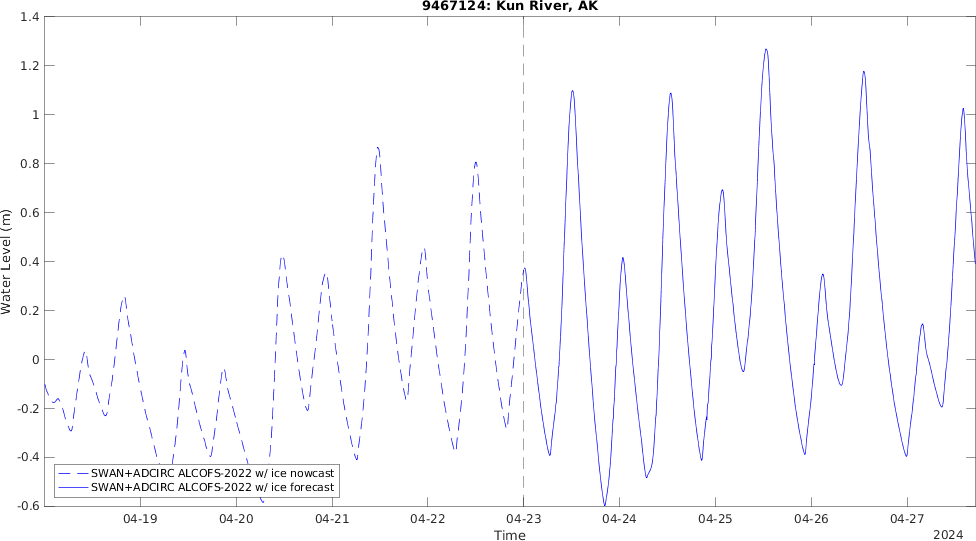 9467124: Kun River, AK
Water Level (m)
1.4
1.2
1
0.8
0.6
0.4
0.2
0
-0.2
-0.4
-0.6
SWAN+ADCIRC ALCOFS-2022 w/ ice nowcast
SWAN+ADCIRC ALCOFS-2022 w/ ice forecast
04-19 04-20 04-21 04-22 04-23 04-24 04-25 04-26 04-27
Time
2024